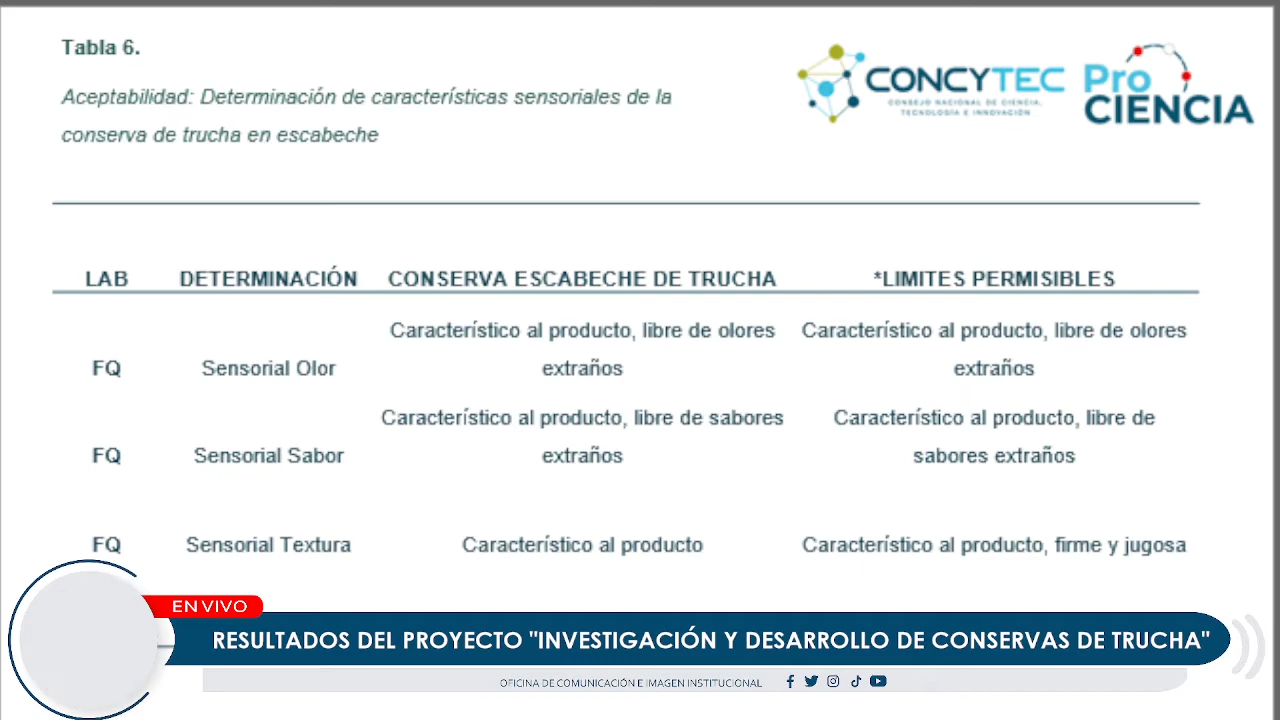 Tabla 6.
Aceptabilidad: Determinación de características sensoriales de la
conserva de trucha en escabeche
CONCYTEC
CONSEJO NACIONAL DE CIENCIA,
TECNOLOGÍA E INNOVACIÓN
Pro
CIENCIA
LAB DETERMINACIÓN CONSERVA ESCABECHE DE TRUCHA *LIMITES PERMISIBLES
Característico al producto, libre de olores Característico al producto, libre de olores
FQ Sensorial Olor extraños extraños
Característico al producto, libre de sabores Característico al producto, libre de
FQ Sensorial Sabor extraños sabores extraños
FQ Sensorial Textura Característico al producto Característico al producto, firme y jugosa
EN VIVO
RESULTADOS DEL PROYECTO "INVESTIGACIÓN Y DESARROLLO DE CONSERVAS DE TRUCHA"
OFICINA DE COMUNICACIÓN E IMAGEN INSTITUCIONAL